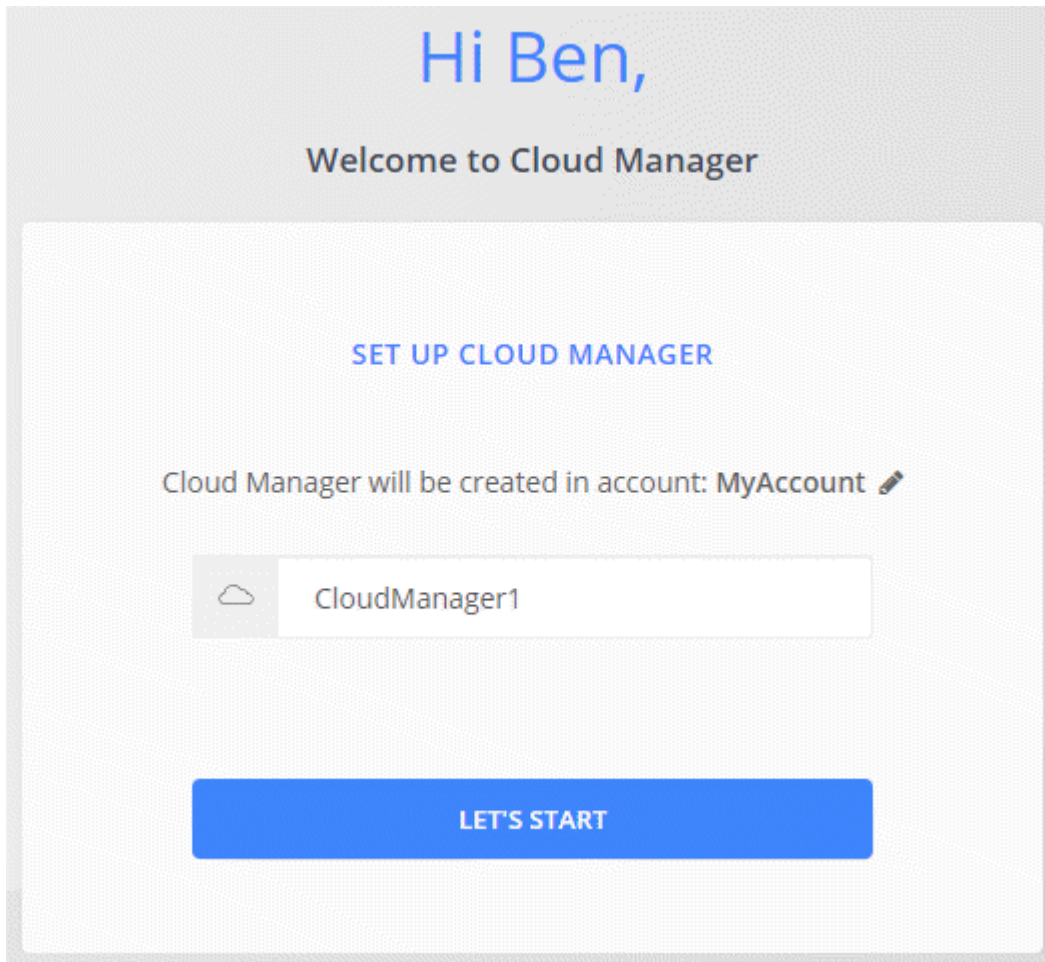 Hi Ben,
Welcome to Cloud Manager
SET UP CLOUD MANAGER
Cloud Manager will be created in account: MyAccount
CloudManager1
LET'S START